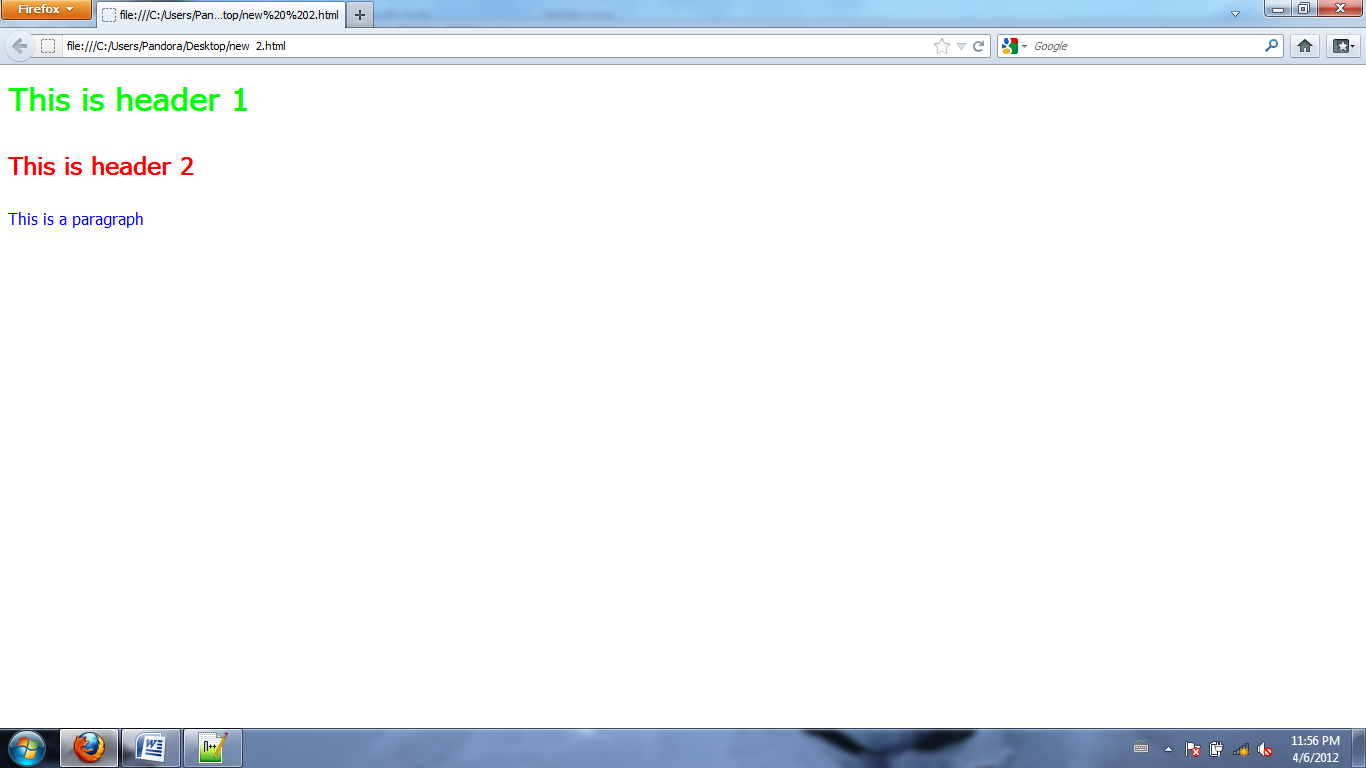 Firefox
file:///C:/Users/Pan...top/new%20%202.html
file:///C:/Users/Pandora/Desktop/new  2.html
Google
This is header 1
This is header 2
This is a paragraph
11:56 PM
4/6/2012